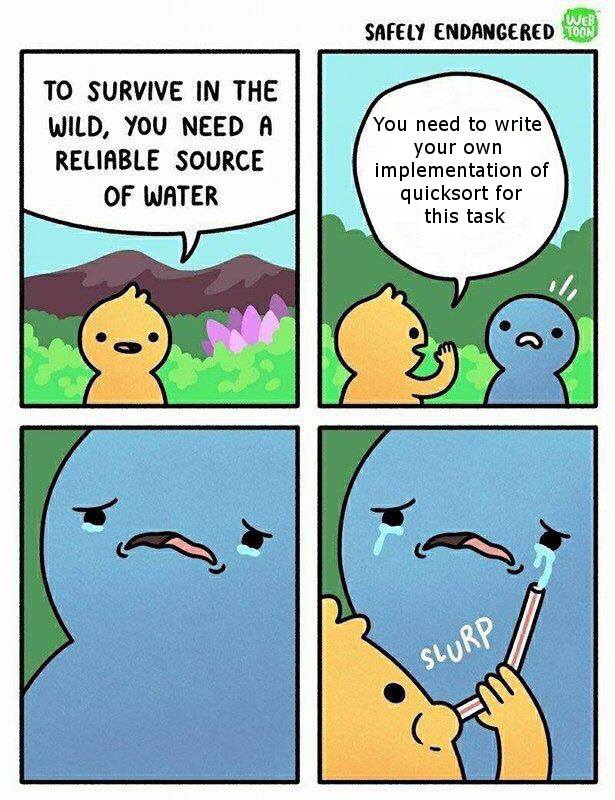 SAFELY ENDANGERED
WEB
TOON
TO SURVIVE IN THE
WILD, YOU NEED A
RELIABLE SOURCE
OF WATER
You need to write
your own
implementation of
quicksort for
this task
SLURP